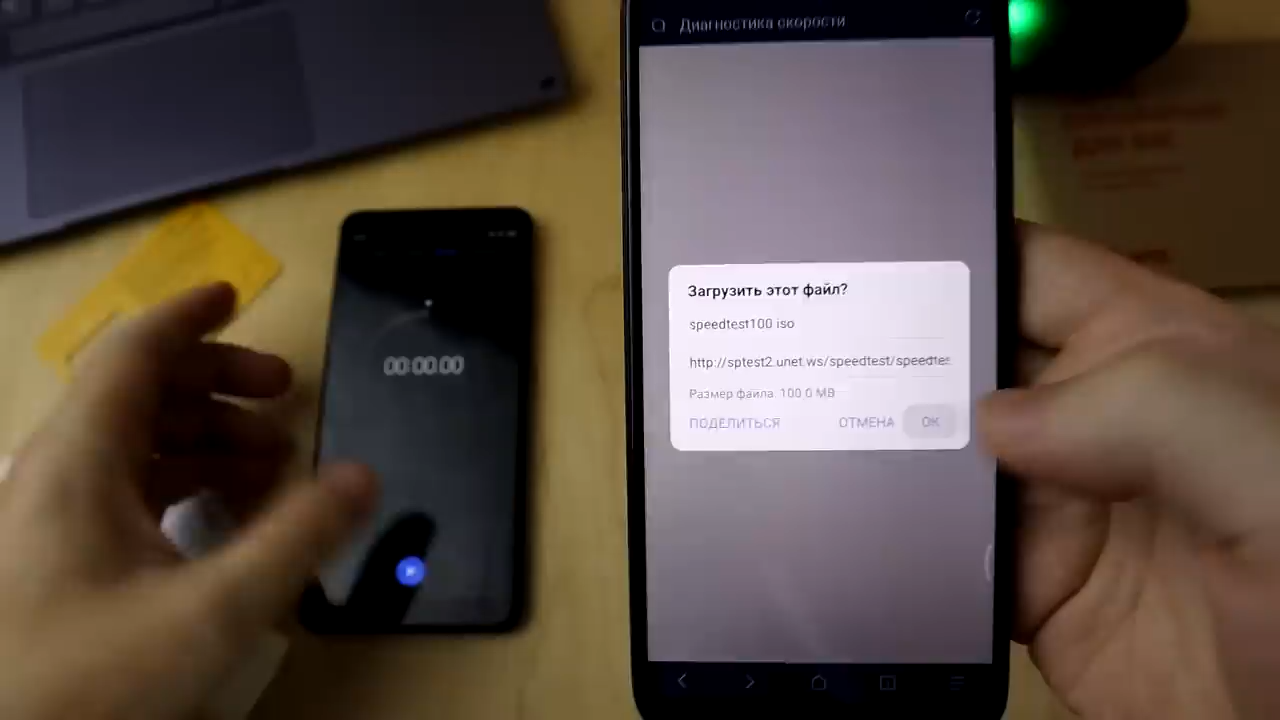 Диагностика скорости
Загрузить этот файл?
speedtest100 iso
http://sptest2.unet.ws/speedtest/speedtes
Размер файла: 100.0 MB
ПОДЕЛИТЬСЯ ОТМЕНА OK
00:00.00